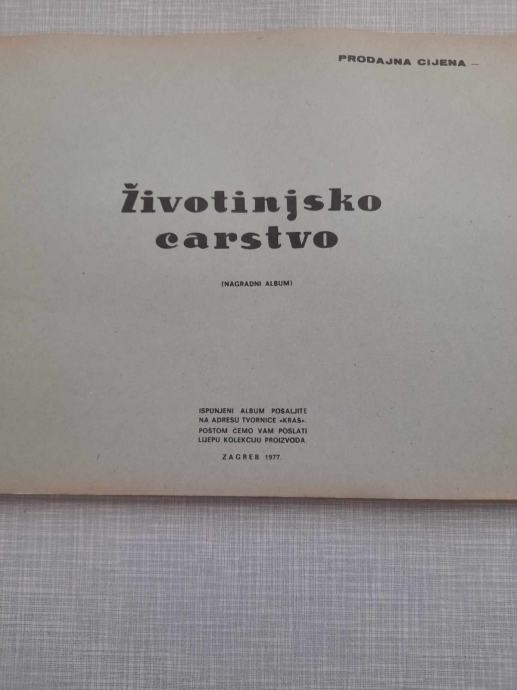 PRODAJNA CIJENA —
Životinjsko
carstvo
(NAGRADNI ALBUM)
ISPUNJENI ALBUM POŠALJITE
NA ADRESU TVORNICE »KRAŠ«.
POŠTOM ĆEMO VAM POSLATI
LIJEPU KOLEKCIJU PROIZVODA.
ZAGREB 1977.